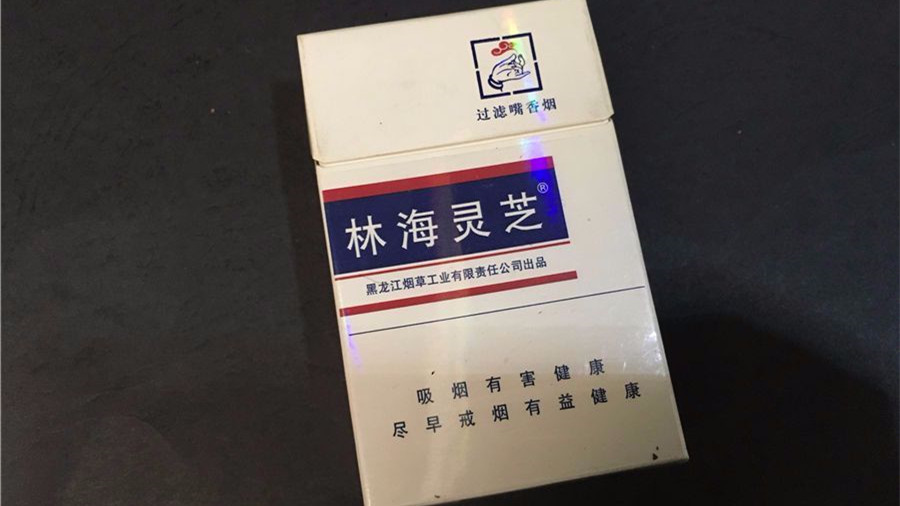 过滤嘴香烟
林海灵芝®
黑龙江烟草工业有限责任公司出品
吸烟有害健康
尽早戒烟有益健康